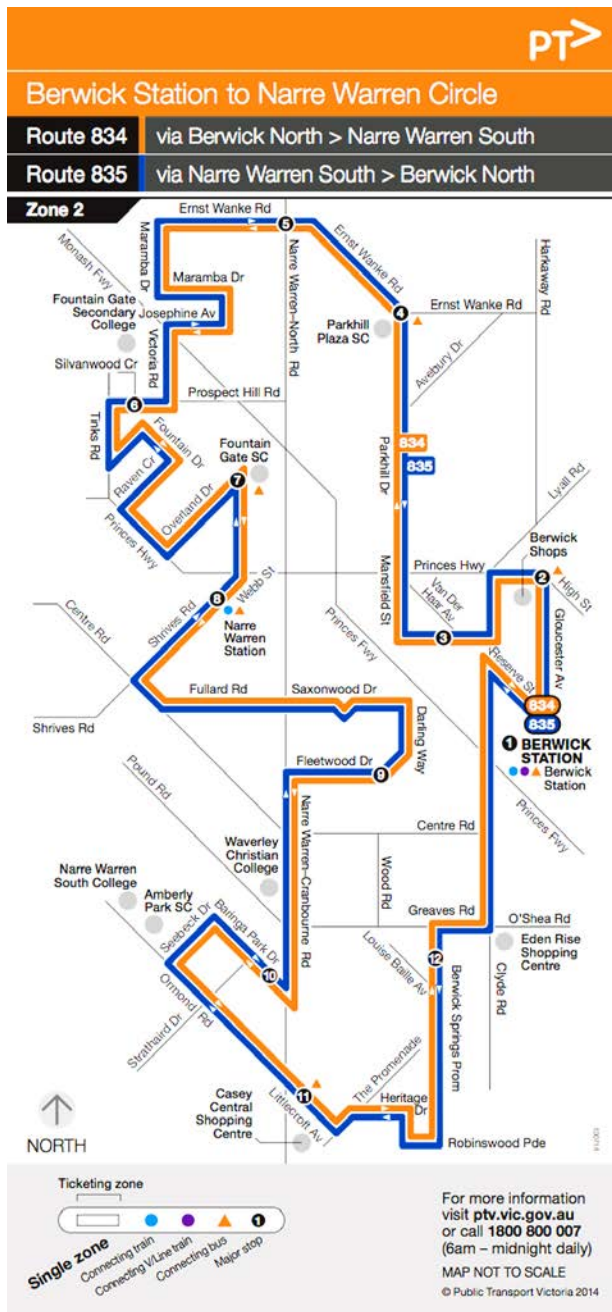 PT>
Berwick Station to Narre Warren Circle
Route 834 via Berwick North > Narre Warren South
Route 835 via Narre Warren South > Berwick North
Zone 2
Ernst Wanke Rd
5
Maramba Dr
Monash Fwy
Maramba Dr
Ernst Wanke Rd
Narre Warren–North Rd
Harkaway Rd
Fountain Gate
Secondary
College
Josephine Av
Victoria Rd
4
Ernst Wanke Rd
Parkhill
Plaza SC
Avebury Dr
Silvanwood Cr
6
Prospect Hill Rd
Tinks Rd
Fountain Dr
Raven Cr
Fountain
Gate SC
7
Overland Dr
Princes Hwy
Parkhill Dr
834
835
Lyall Rd
Berwick
Shops
Princes Hwy
2
High St
Mansfield St
Van Der
Haar Av
3
Webb St
8
Shrives Rd
Narre
Warren
Station
Centre Rd
Princes Fwy
Gloucester Av
Reserve St
834
835
1 BERWICK
STATION
Berwick
Station
Fullard Rd
Saxonwood Dr
Shrives Rd
Darling Way
Fleetwood Dr
9
Pound Rd
Princes Fwy
Centre Rd
Narre Warren–Cranbourne Rd
Waverley
Christian
College
Wood Rd
Narre Warren
South College
Amberly
Park SC
Seebeck Dr
Baringa Park Dr
10
Greaves Rd
O'Shea Rd
Eden Rise
Shopping
Centre
Louise Baille Av
12
Berwick Springs Prom
Clyde Rd
Ormond Rd
Strathaird Dr
The Promenade
11
Casey
Central
Shopping
Centre
Littlecroft Av
Heritage
Dr
Robinswood Pde
NORTH
Ticketing zone
Single zone
Connecting train
Connecting V/Line train
Connecting bus
1
Major stop
For more information
visit ptv.vic.gov.au
or call 1800 800 007
(6am – midnight daily)
MAP NOT TO SCALE
© Public Transport Victoria 2014